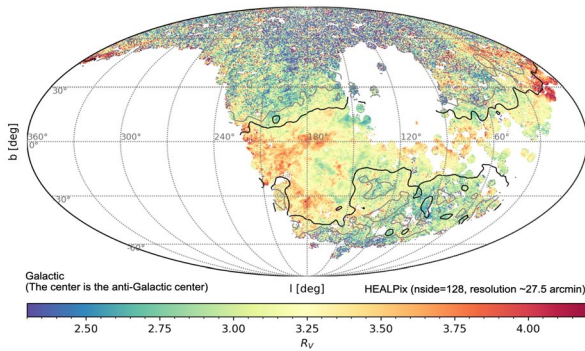 30°
360°
300°
240°
180°
120°
60°
0°
-30°
b [deg]
Galactic
(The center is the anti-Galactic center)
l [deg]
HEALPix (nside=128, resolution ~27.5 arcmin)
2.50 2.75 3.00 3.25 3.50 3.75 4.00
R_V